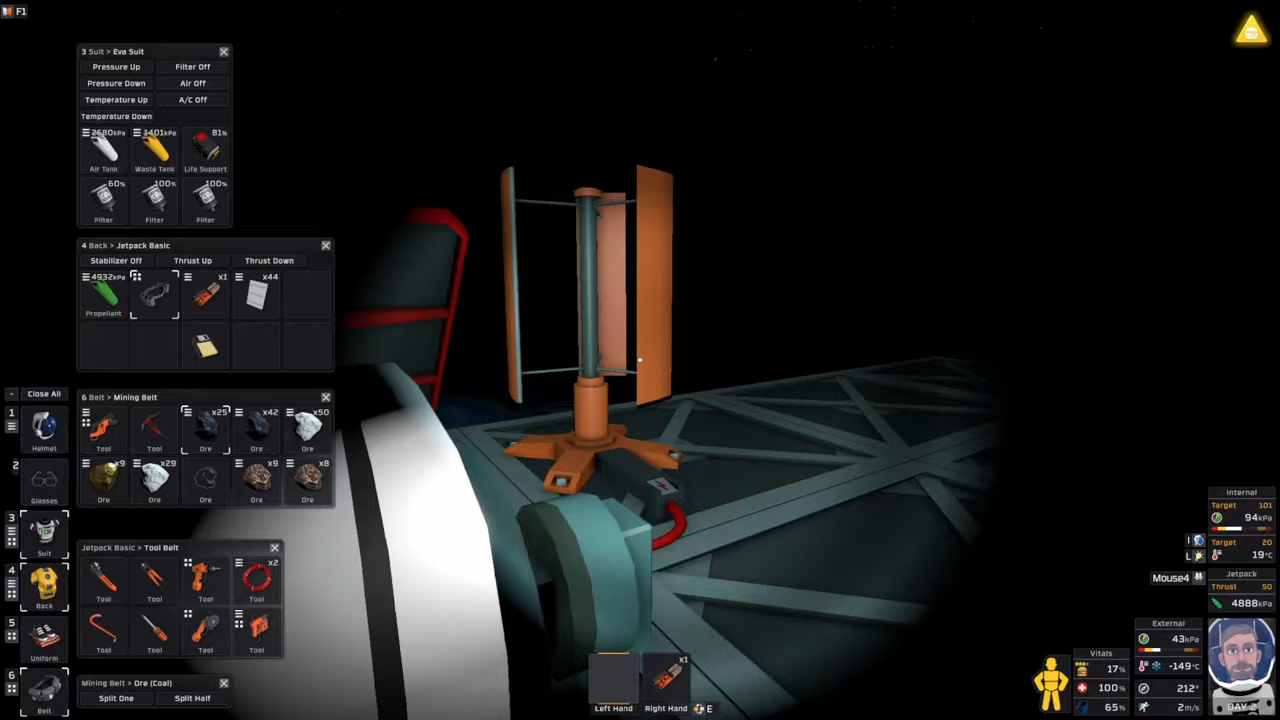 F1
3 Suit > Eva Suit
Pressure Up
Filter Off
Pressure Down
Air Off
Temperature Up
A/C Off
Temperature Down
2680kPa
3401kPa
81%
Air Tank
Waste Tank
Life Support
60%
100%
100%
Filter
Filter
Filter
4 Back > Jetpack Basic
Stabilizer Off
Thrust Up
Thrust Down
4932kPa
x1
x44
Propellant
Close All
6 Belt > Mining Belt
1
Helmet
x25
x42
x50
Tool
Tool
Ore
Ore
Ore
2
Glasses
x9
x29
x9
x8
Ore
Ore
Ore
Ore
Ore
3
Suit
Jetpack Basic > Tool Belt
4
Back
x2
Tool
Tool
Tool
Tool
5
Uniform
Tool
Tool
Tool
Tool
6
Belt
Mining Belt > Ore (Coal)
Split One
Split Half
x1
Left Hand
Right Hand
E
Internal
Target 101
94kPa
Target 20
19°C
I
L
Mouse4
Jetpack
Thrust 50
4888kPa
External
43kPa
-149°C
212°
2m/s
Vitals
17%
100%
65%
DAY 2